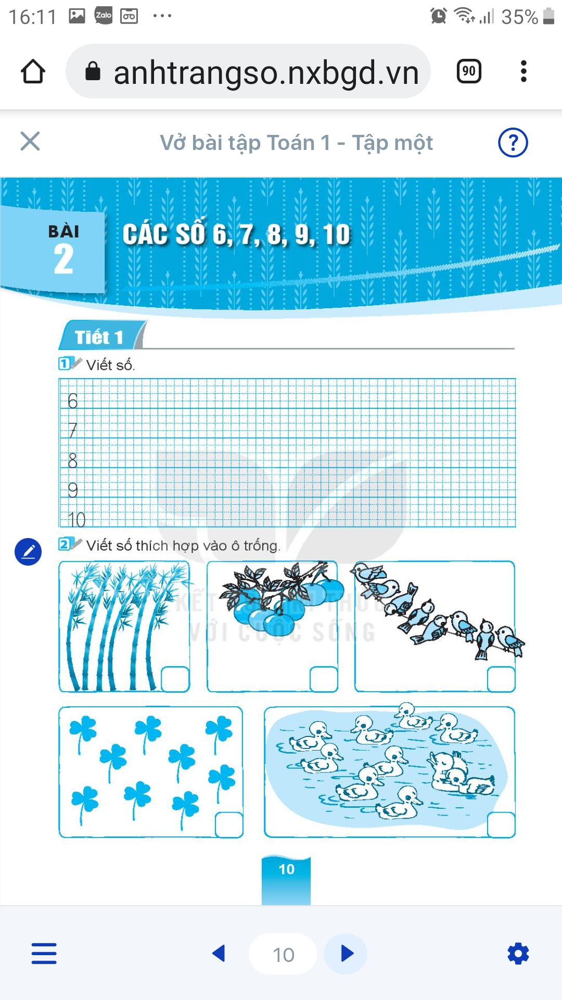 16:11 Zalo ... 35%
anhtrangso.nxbgd.vn 90
Vở bài tập Toán 1 - Tập một ?
BÀI
2
CÁC SỐ 6, 7, 8, 9, 10
Tiết 1
1 Viết số.
6
7
8
9
10
2 Viết số thích hợp vào ô trống.
KẾT NỐI TRI THỨC
VỚI CUỘC SỐNG
10
10